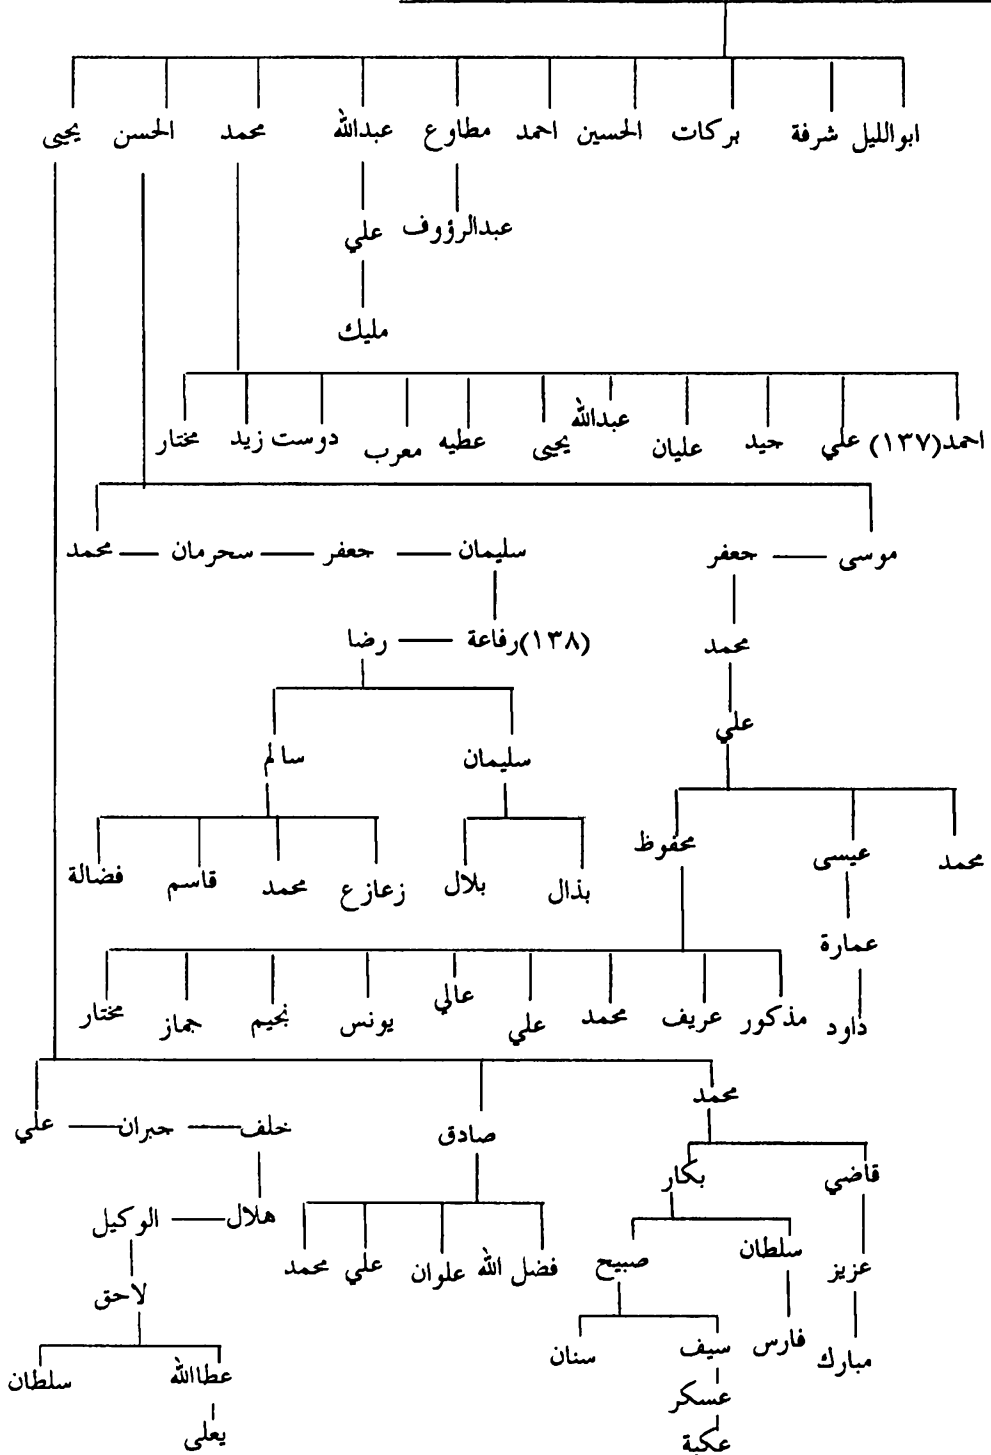 ابوالليل شرفة بركات الحسين احمد مطاوع عبدالله محمد الحسن يحيى
عبدالرؤوف علي
مليك
احمد(١٣٧) علي حيد عليان عبدالله يحيى عطيه معرب دوست زيد مختار
موسى جعفر سليمان جعفر سحرمان محمد
محمد (١٣٨)رفاعة رضا
علي
سليمان سالم
محمد عيسى محفوظ بذال بلال زعازع محمد قاسم فضالة
عمارة
داود مذكور عريف محمد علي عالي يونس نجيم جماز مختار
محمد صادق خلف جبران علي
قاضي بكار هلال الوكيل
عزيز سلطان صبيح فضل الله علوان علي محمد لاحق
مبارك فارس سيف سنان عطاالله سلطان
عسكر
عكبة يعلى